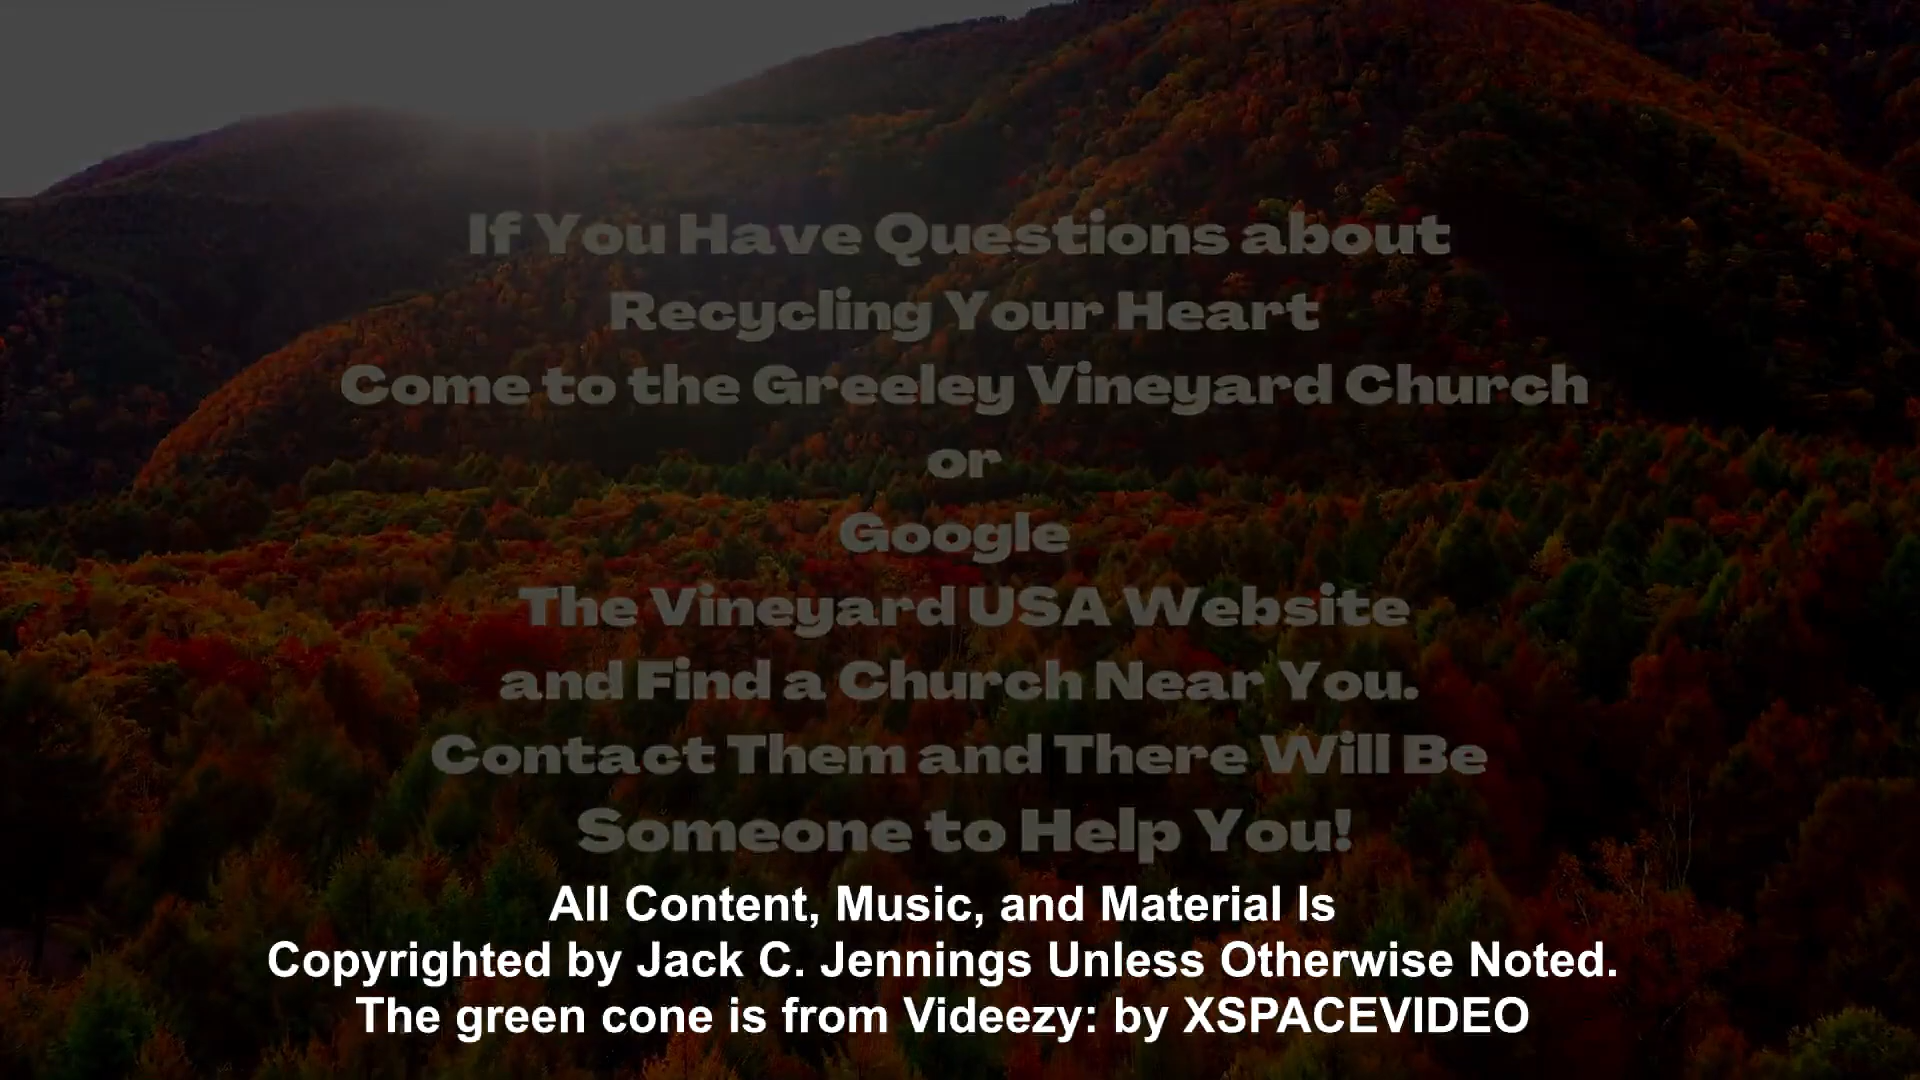 If You Have Questions about
Recycling Your Heart
Come to the Greeley Vineyard Church
or
Google
The Vineyard USA Website
and Find a Church Near You.
Contact Them and There Will Be
Someone to Help You!
All Content, Music, and Material Is
Copyrighted by Jack C. Jennings Unless Otherwise Noted.
The green cone is from Videezy: by XSPACEVIDEO